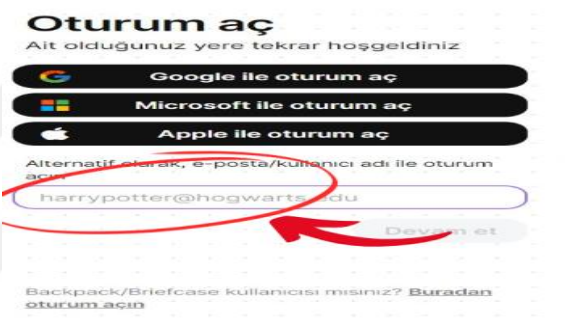 Oturum aç
Ait olduğunuz yere tekrar hoşgeldiniz
Google ile oturum aç
Microsoft ile oturum aç
Apple ile oturum aç
Alternatif olarak, e-posta/kullanıcı adı ile oturum
açın
harrypotter@hogwarts.edu
Devam et
Backpack/Briefcase kullanıcısı mısınız? Buradan
oturum açın